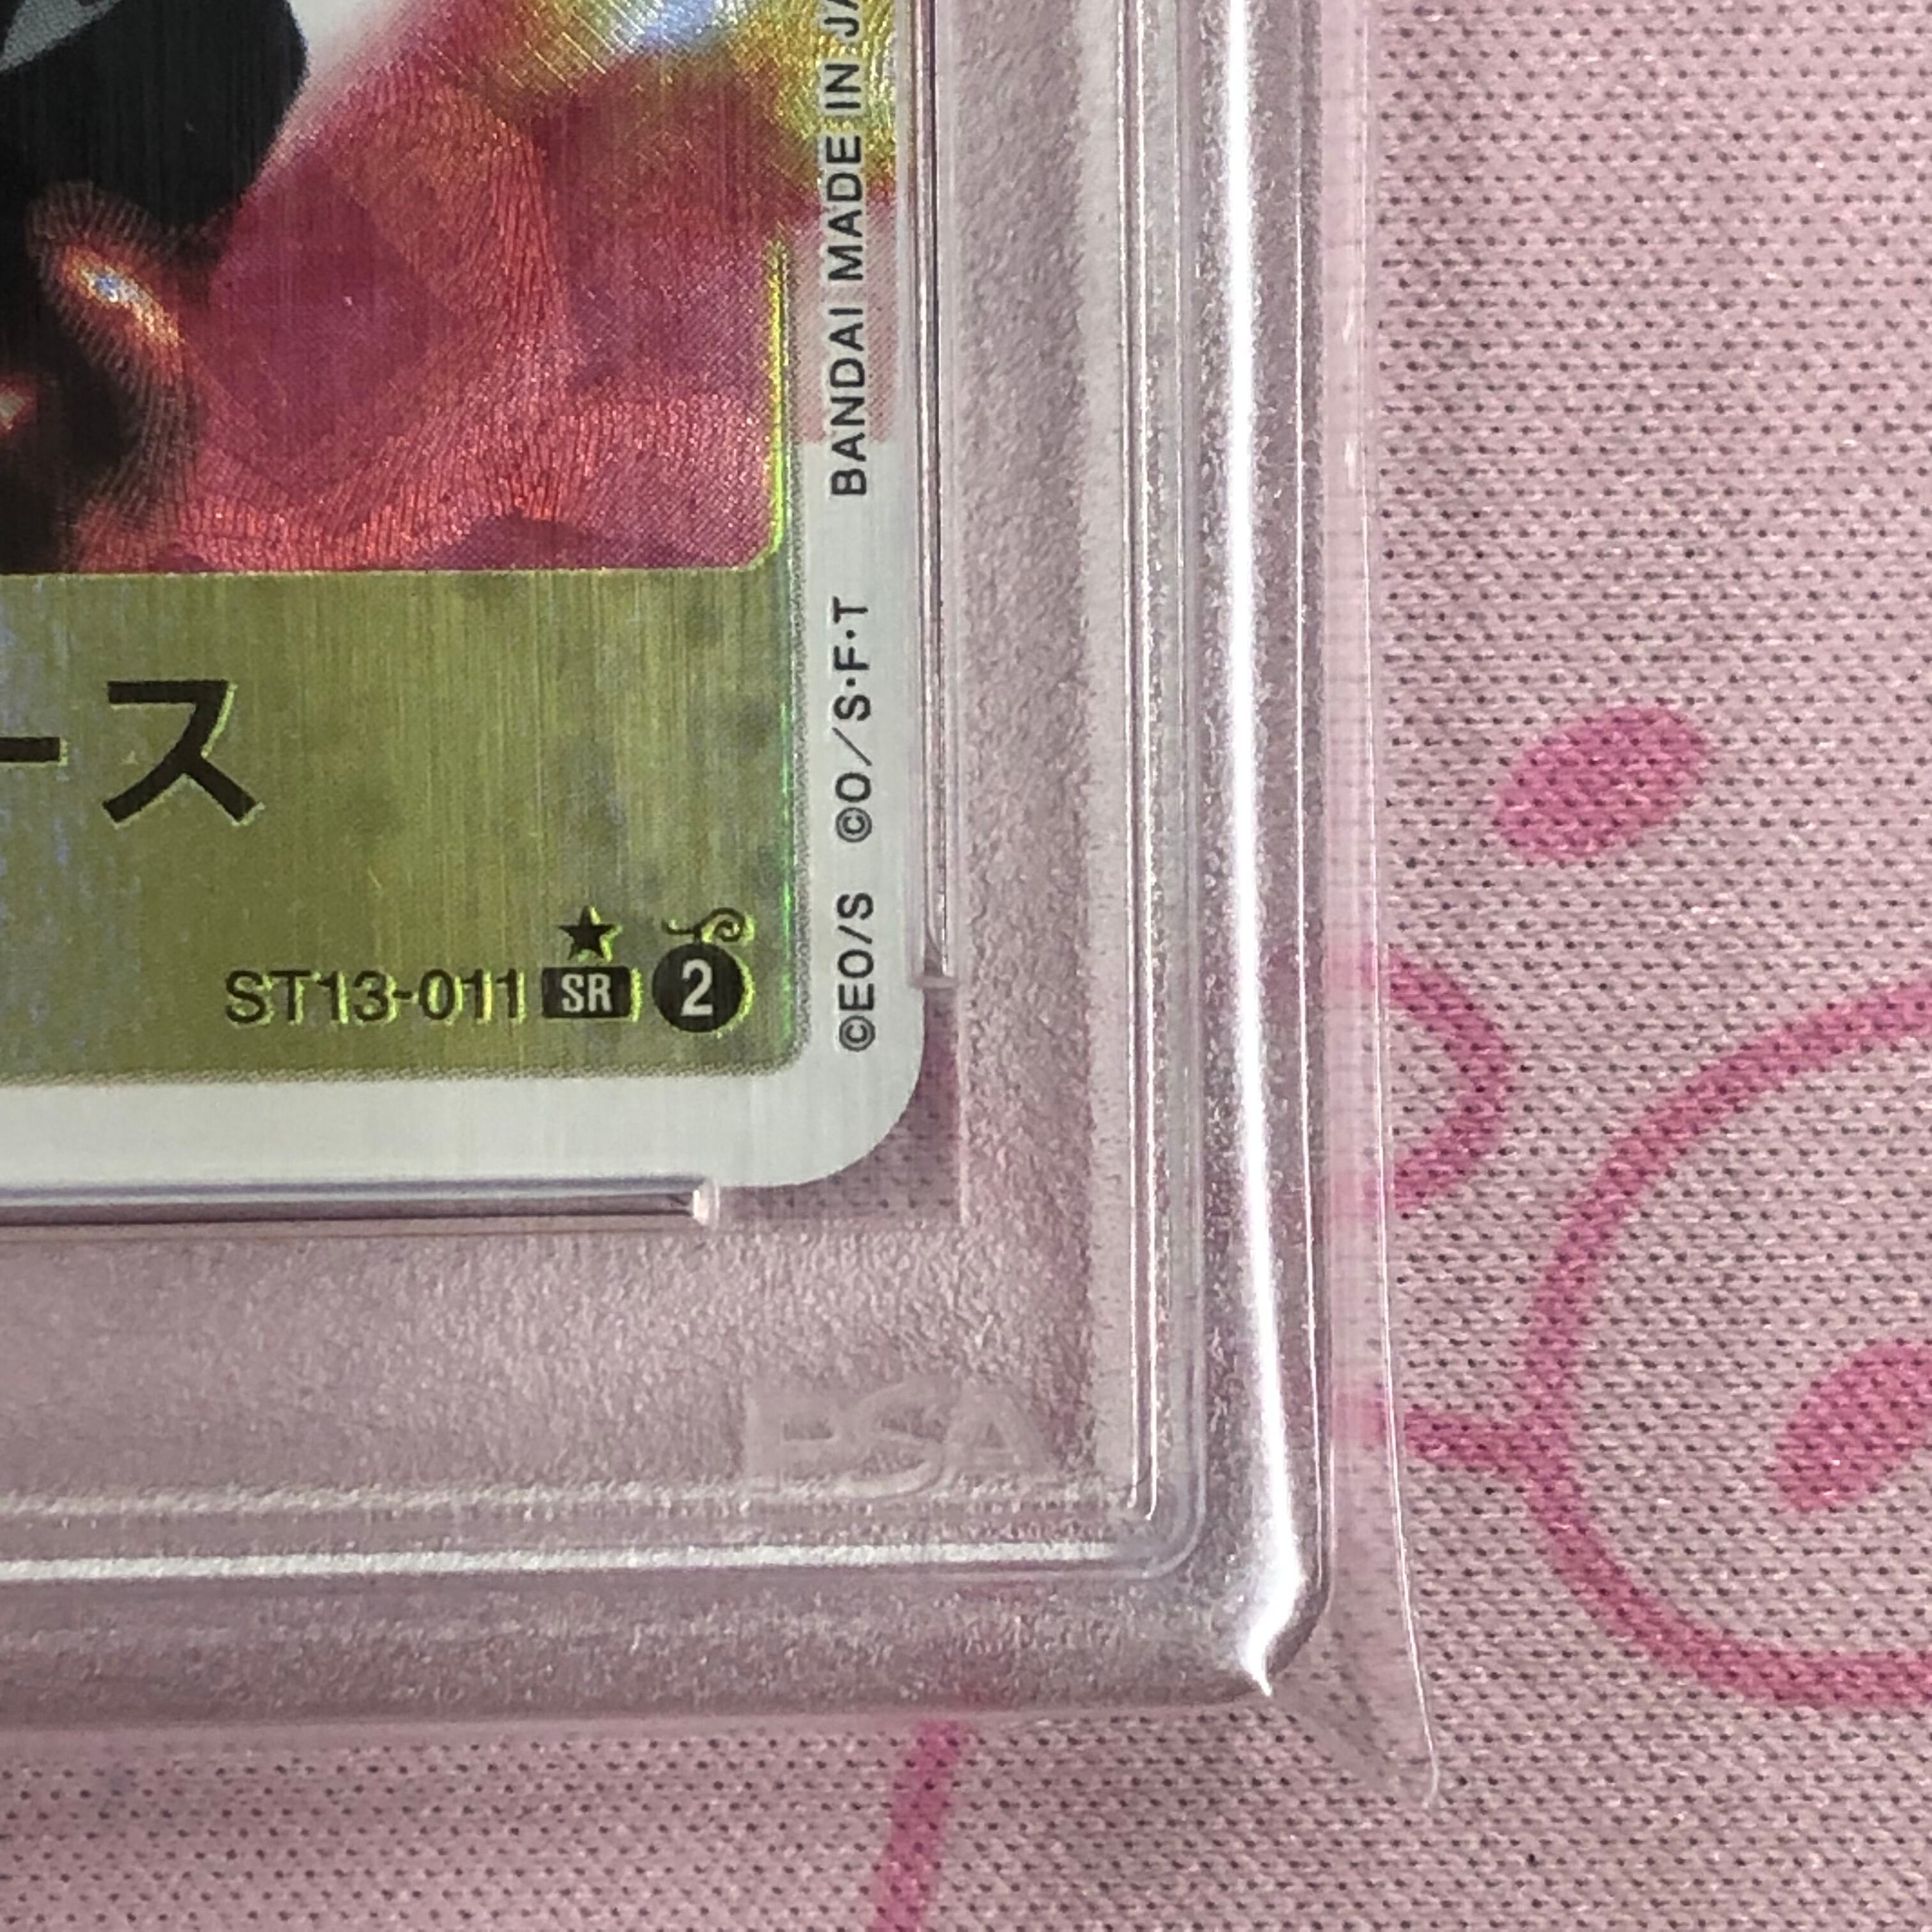 ース
ST13-011 SR 2
©EO/S ©O/S·F·T BANDAI MADE IN JA
PSA